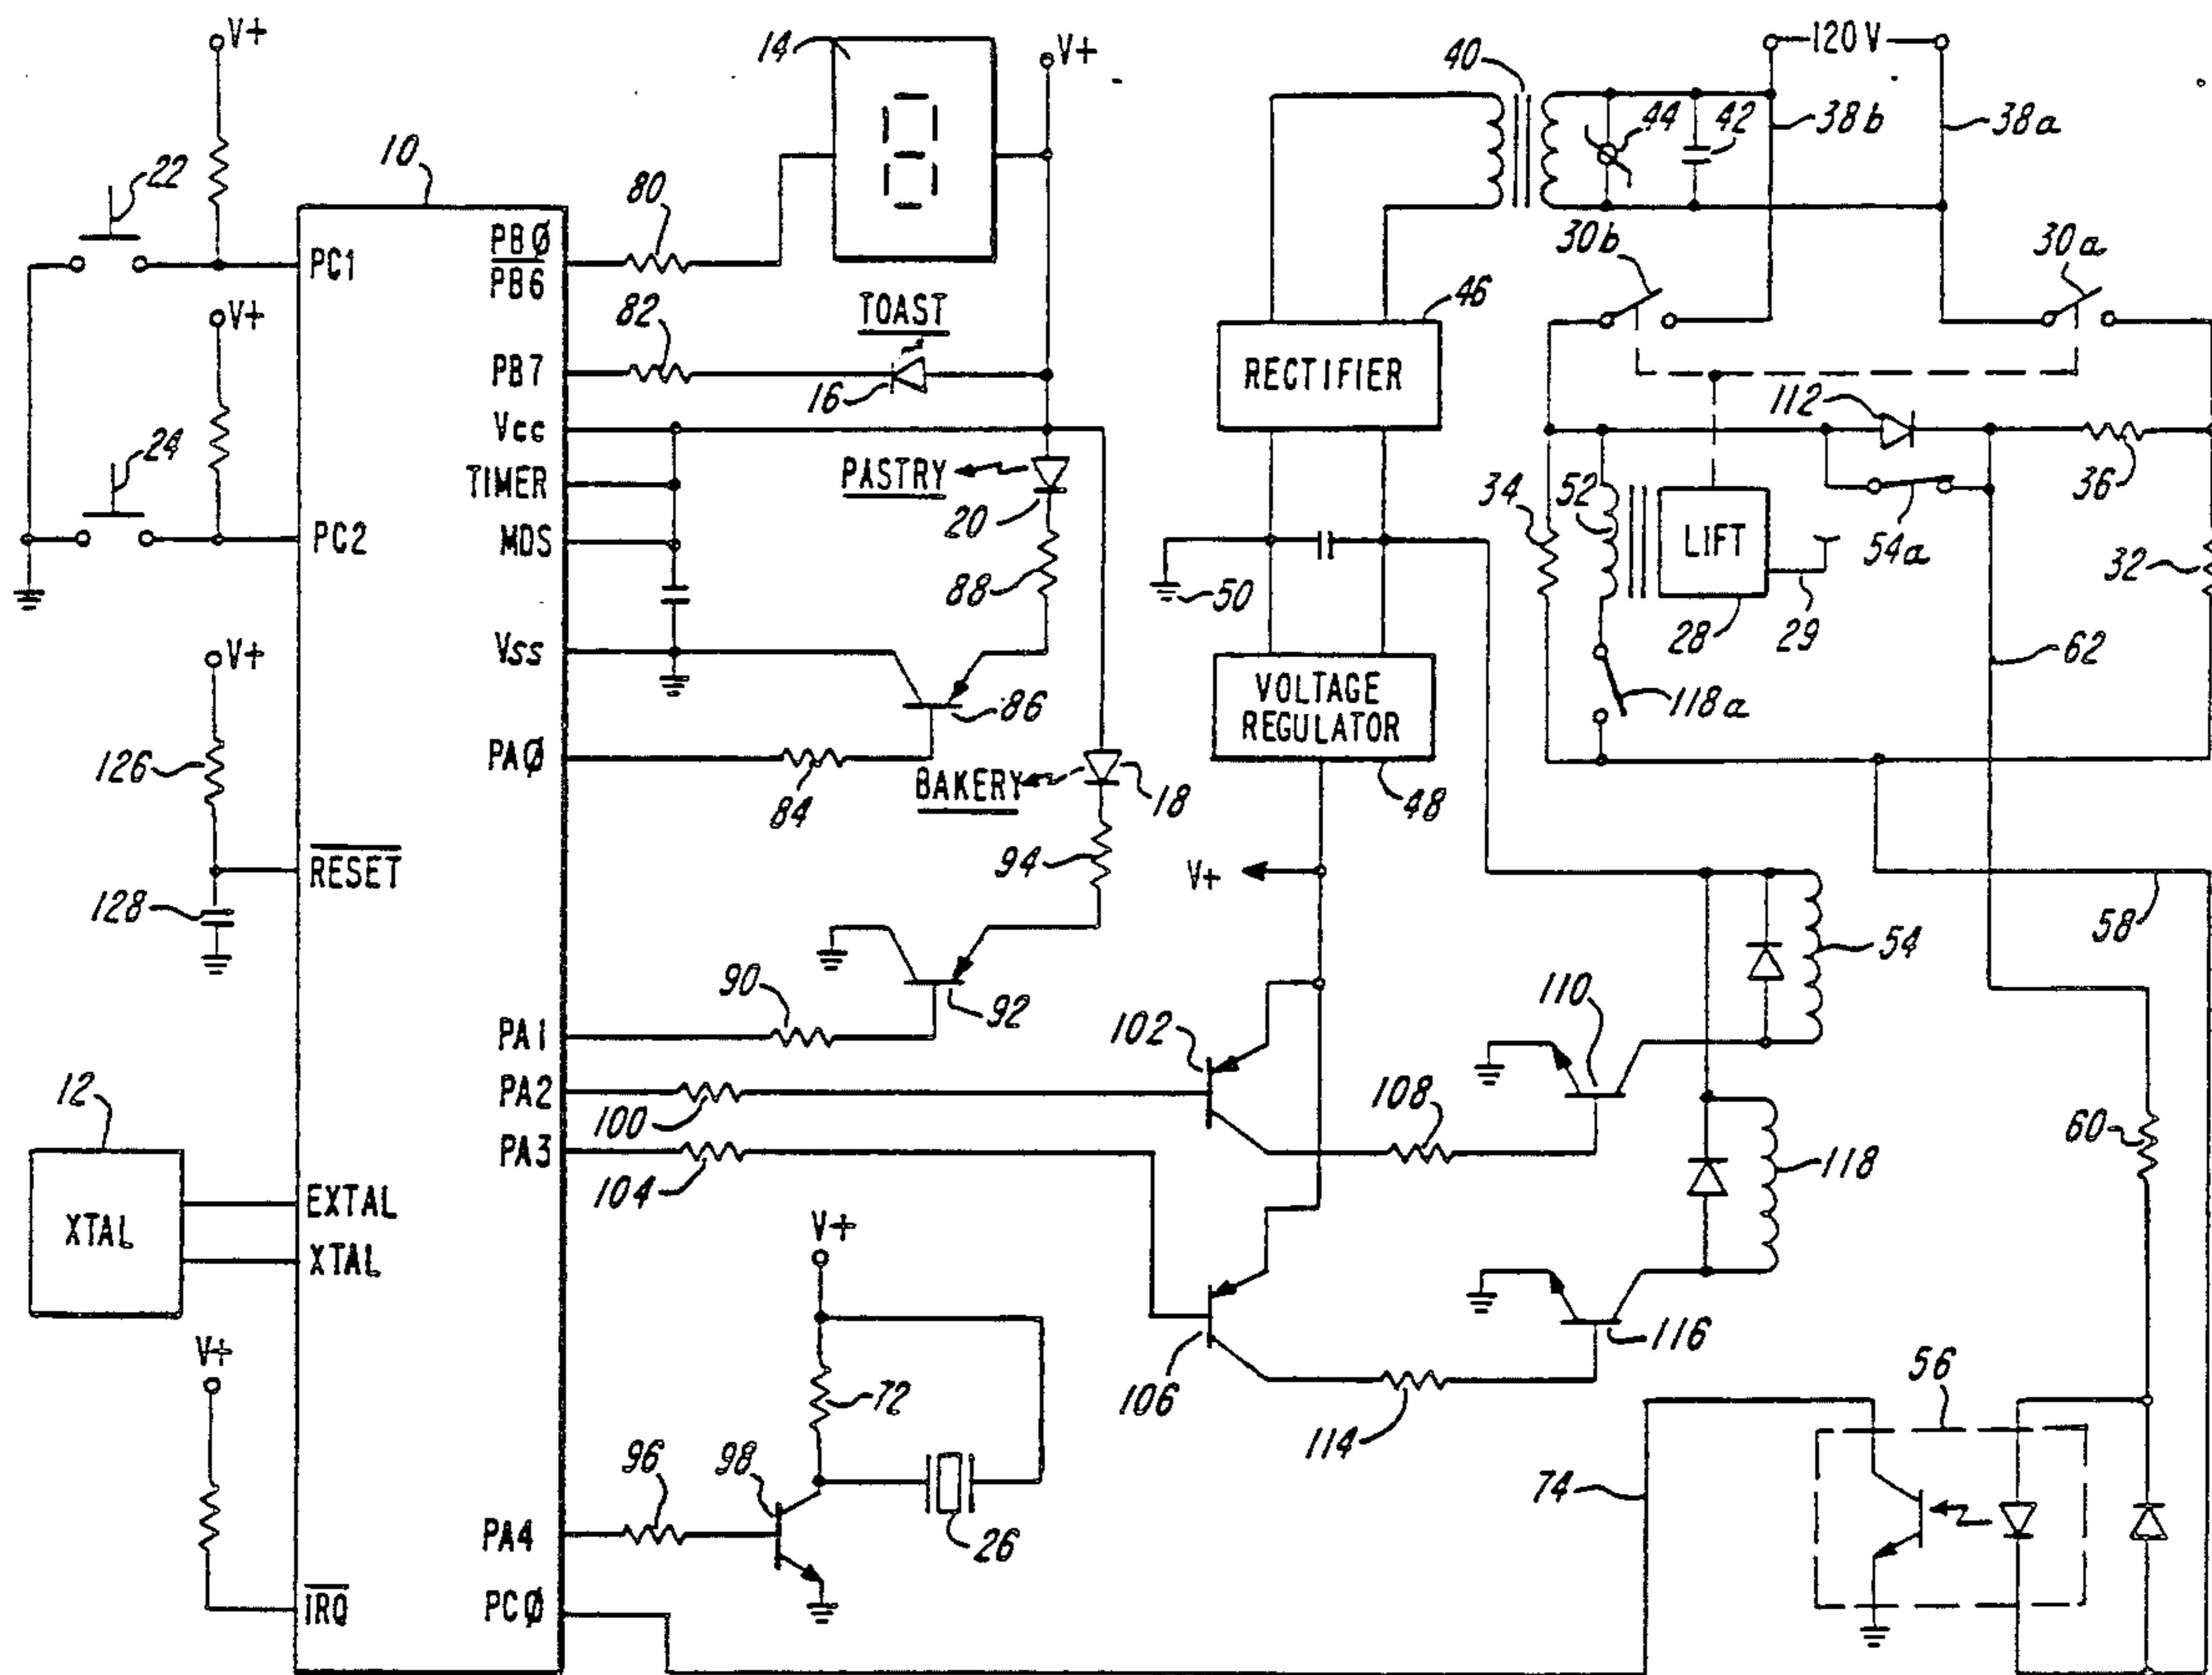 V+
14
V+
40
120V
22
10
44
42
38b
38a
V+
80
PBØ
PB6
PC1
30b
30a
46
82
TOAST
RECTIFIER
PB7
16
112
24
Vcc
PASTRY
36
TIMER
20
34
52
LIFT
54a
MDS
PC2
88
50
32
28
29
Vss
V+
VOLTAGE
REGULATOR
118a
62
86
126
PAØ
84
BAKERY
18
48
RESET
94
V+
58
128
54
90
92
110
PA1
102
12
PA2
100
108
60
PA3
104
118
EXTAL
XTAL
V+
XTAL
V+
116
106
56
72
114
96
98
74
PA4
26
IRQ
PCØ